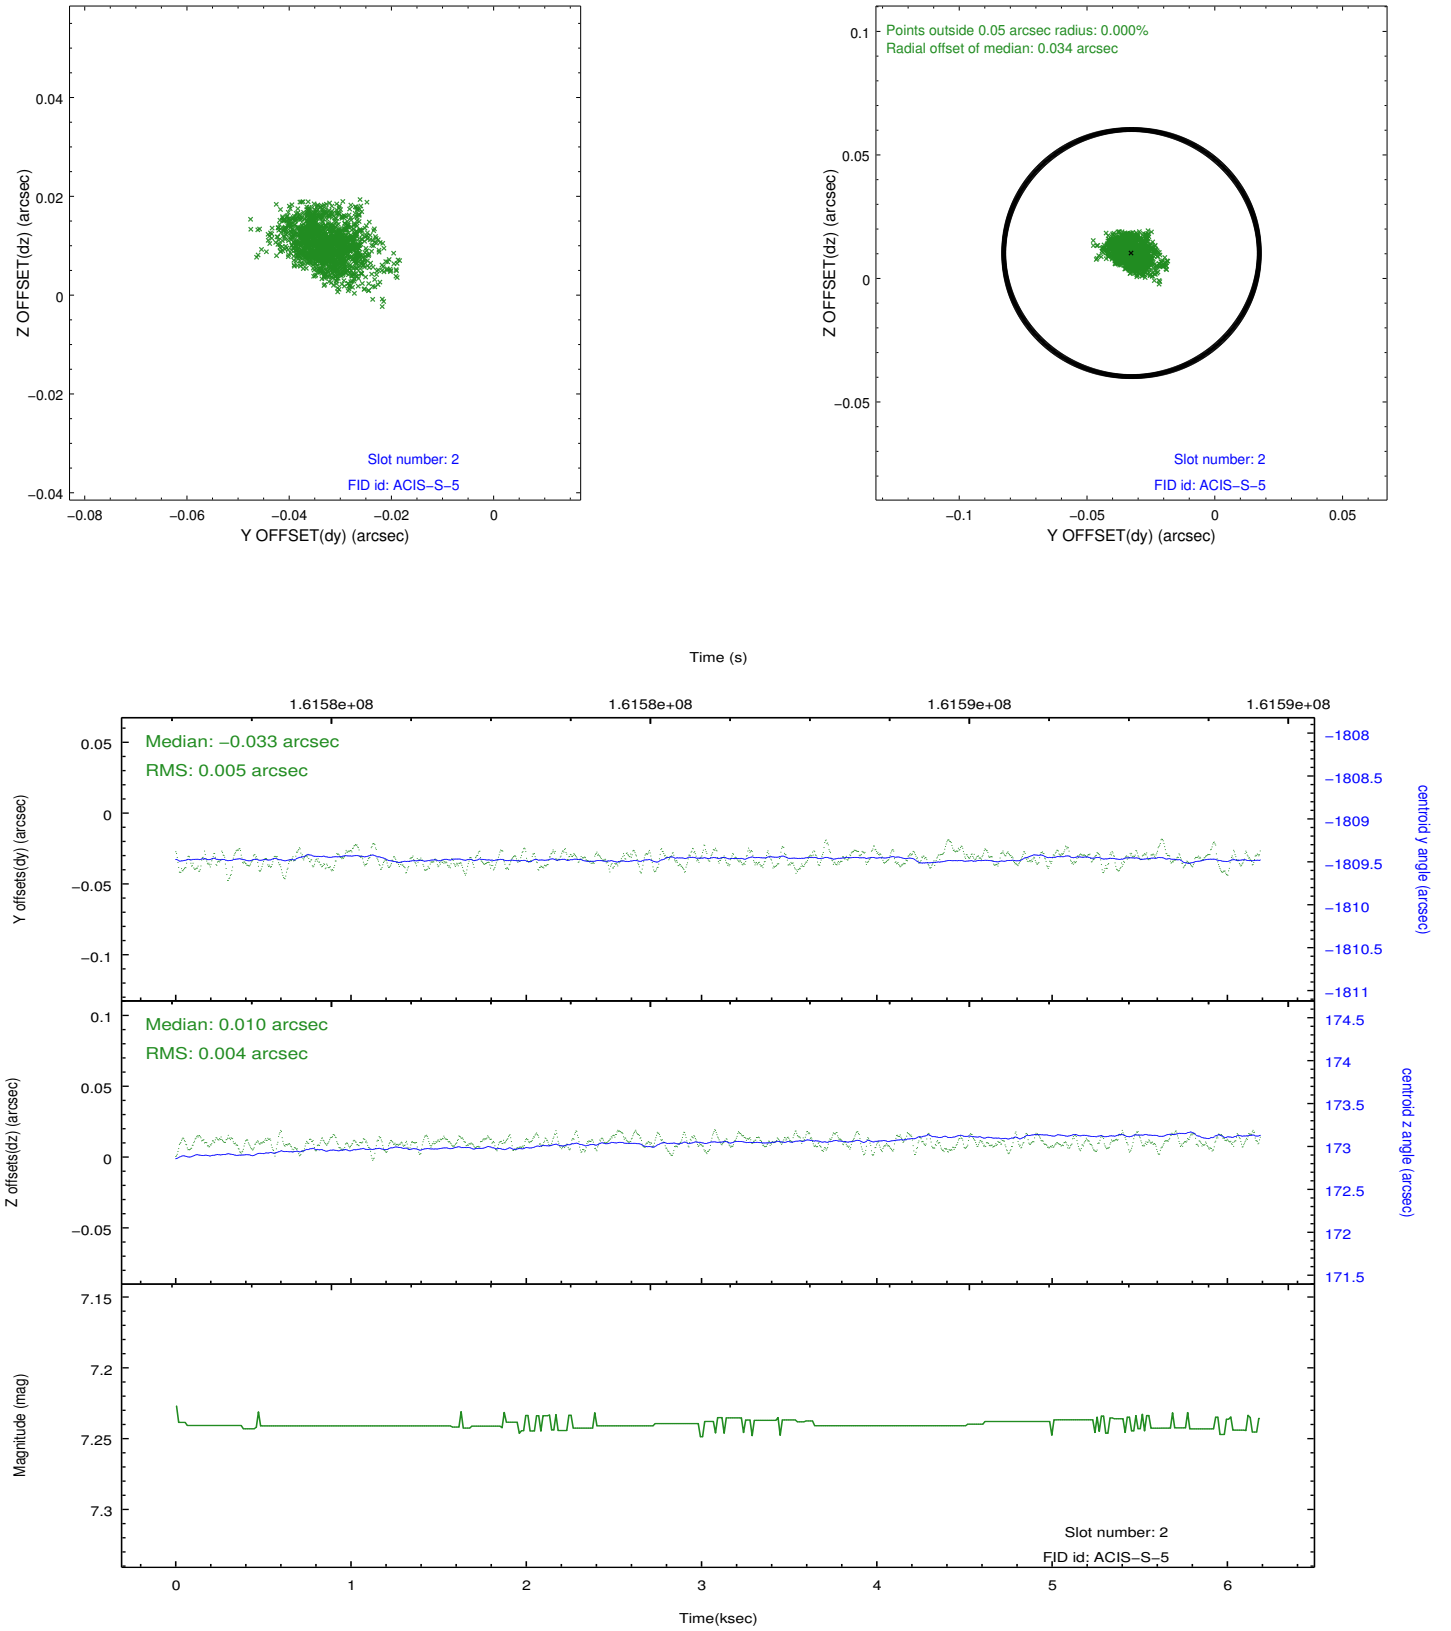 0.04
0.02
0
−0.02
−0.04
Z OFFSET(dz) (arcsec)
Slot number: 2
FID id: ACIS−S−5
−0.08
−0.06
−0.04
−0.02
0
Y OFFSET(dy) (arcsec)
Points outside 0.05 arcsec radius: 0.000%
Radial offset of median: 0.034 arcsec
0.1
0.05
0
−0.05
Z OFFSET(dz) (arcsec)
Slot number: 2
FID id: ACIS−S−5
−0.1
−0.05
0
0.05
Y OFFSET(dy) (arcsec)
Time (s)
1.6158e+08
1.6158e+08
1.6159e+08
1.6159e+08
Median: −0.033 arcsec
RMS: 0.005 arcsec
0.05
0
−0.05
−0.1
Y offsets(dy) (arcsec)
−1808
−1808.5
−1809
−1809.5
−1810
−1810.5
−1811
centroid y angle (arcsec)
Median: 0.010 arcsec
RMS: 0.004 arcsec
0.1
0.05
0
−0.05
Z offsets(dz) (arcsec)
174.5
174
173.5
173
172.5
172
171.5
centroid z angle (arcsec)
7.15
7.2
7.25
7.3
Magnitude (mag)
Slot number: 2
FID id: ACIS−S−5
0
1
2
3
4
5
6
Time(ksec)